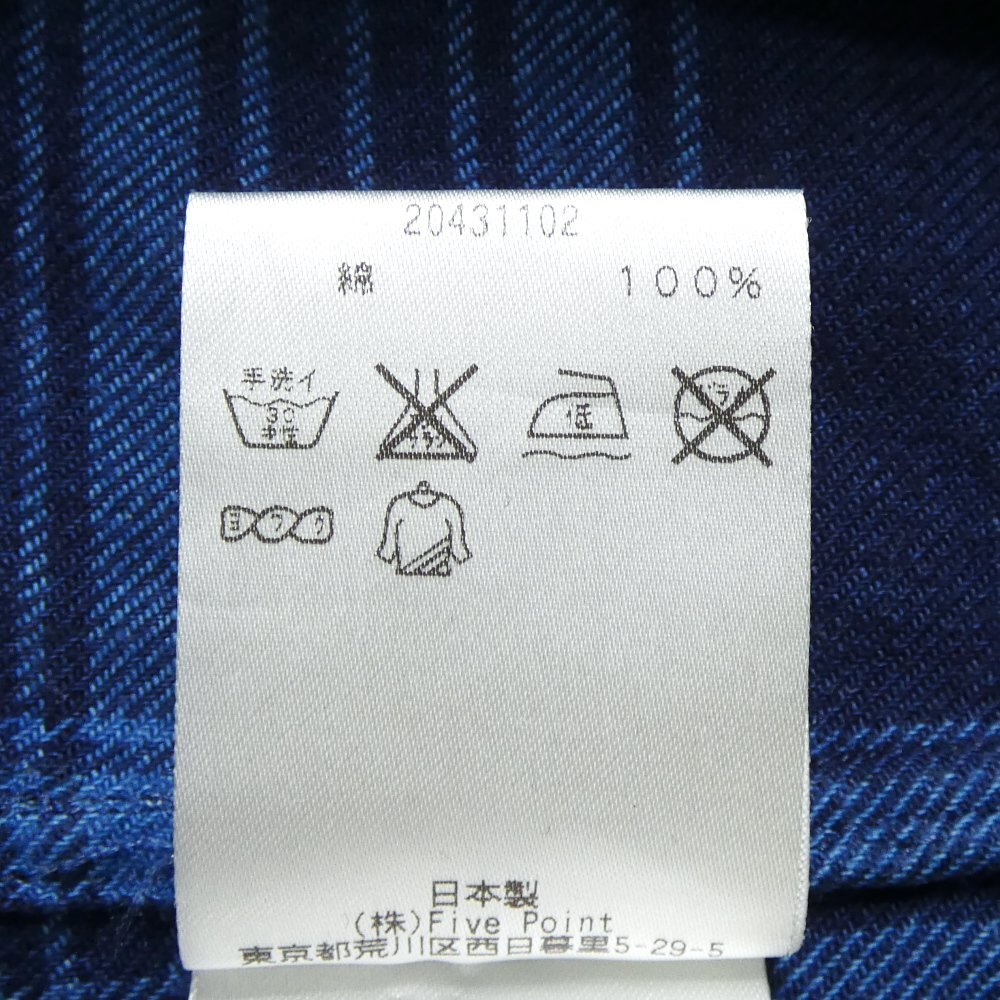 20431102
綿 100%
手洗イ
30
中性
低
ドライ
ヨワク
日本製
(株)Five Point
東京都荒川区西日暮里5-29-5